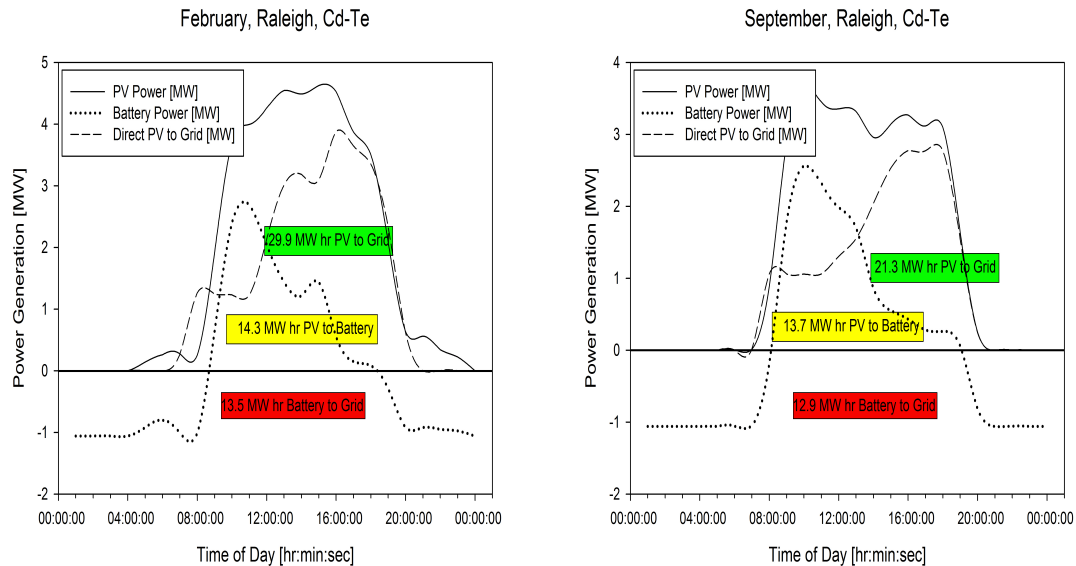 February, Raleigh, Cd-Te
5
4
3
2
1
0
-1
-2
Power Generation [MW]
PV Power [MW]
Battery Power [MW]
Direct PV to Grid [MW]
29.9 MW hr PV to Grid
14.3 MW hr PV to Battery
13.5 MW hr Battery to Grid
00:00:00 04:00:00 08:00:00 12:00:00 16:00:00 20:00:00 00:00:00
Time of Day [hr:min:sec]
September, Raleigh, Cd-Te
4
3
2
1
0
-1
-2
Power Generation [MW]
PV Power [MW]
Battery Power [MW]
Direct PV to Grid [MW]
21.3 MW hr PV to Grid
13.7 MW hr PV to Battery
12.9 MW hr Battery to Grid
00:00:00 04:00:00 08:00:00 12:00:00 16:00:00 20:00:00 00:00:00
Time of Day [hr:min:sec]